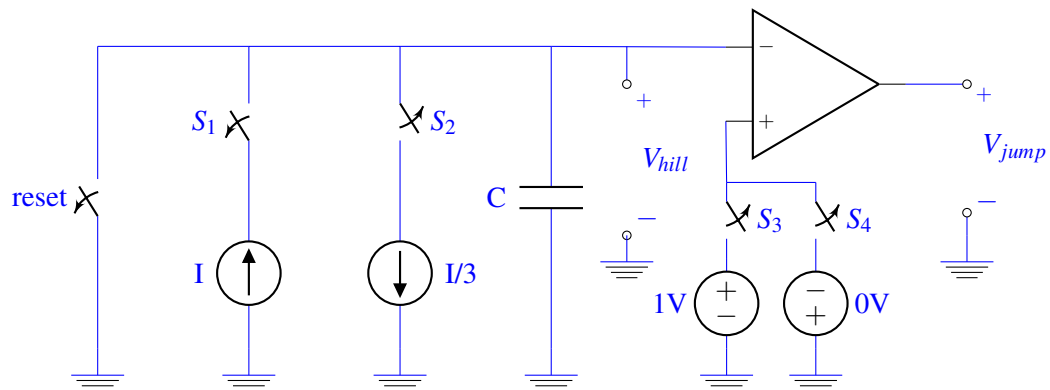 −
+
S₁
S₂
+
+
+
V_hill
V_jump
reset
C
−
−
S₃
S₄
I
I/3
1V
+
−
−
+
0V